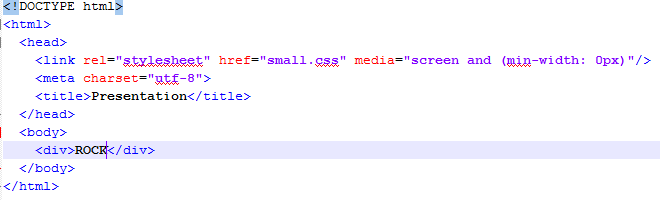 <!DOCTYPE html>
<html>
<head>
<link rel="stylesheet" href="small.css" media="screen and (min-width: 0px)"/>
<meta charset="utf-8">
<title>Presentation</title>
</head>
<body>
<div>ROCK</div>
</body>
</html>